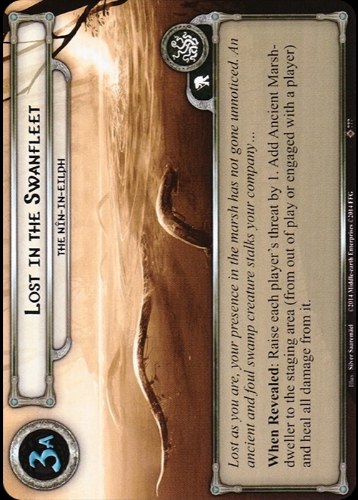 3A
LOST IN THE SWANFLEET
THE NÎN-IN-EILPH
Lost as you are, your presence in the marsh has not gone unnoticed. An
ancient and foul swamp creature stalks your company…
When Revealed: Raise each player's threat by 1. Add Ancient Marsh-
dweller to the staging area (from out of play or engaged with a player)
and heal all damage from it.
Illus. Silver Saaremäel ©2014 Middle-earth Enterprises ©2014 FFG